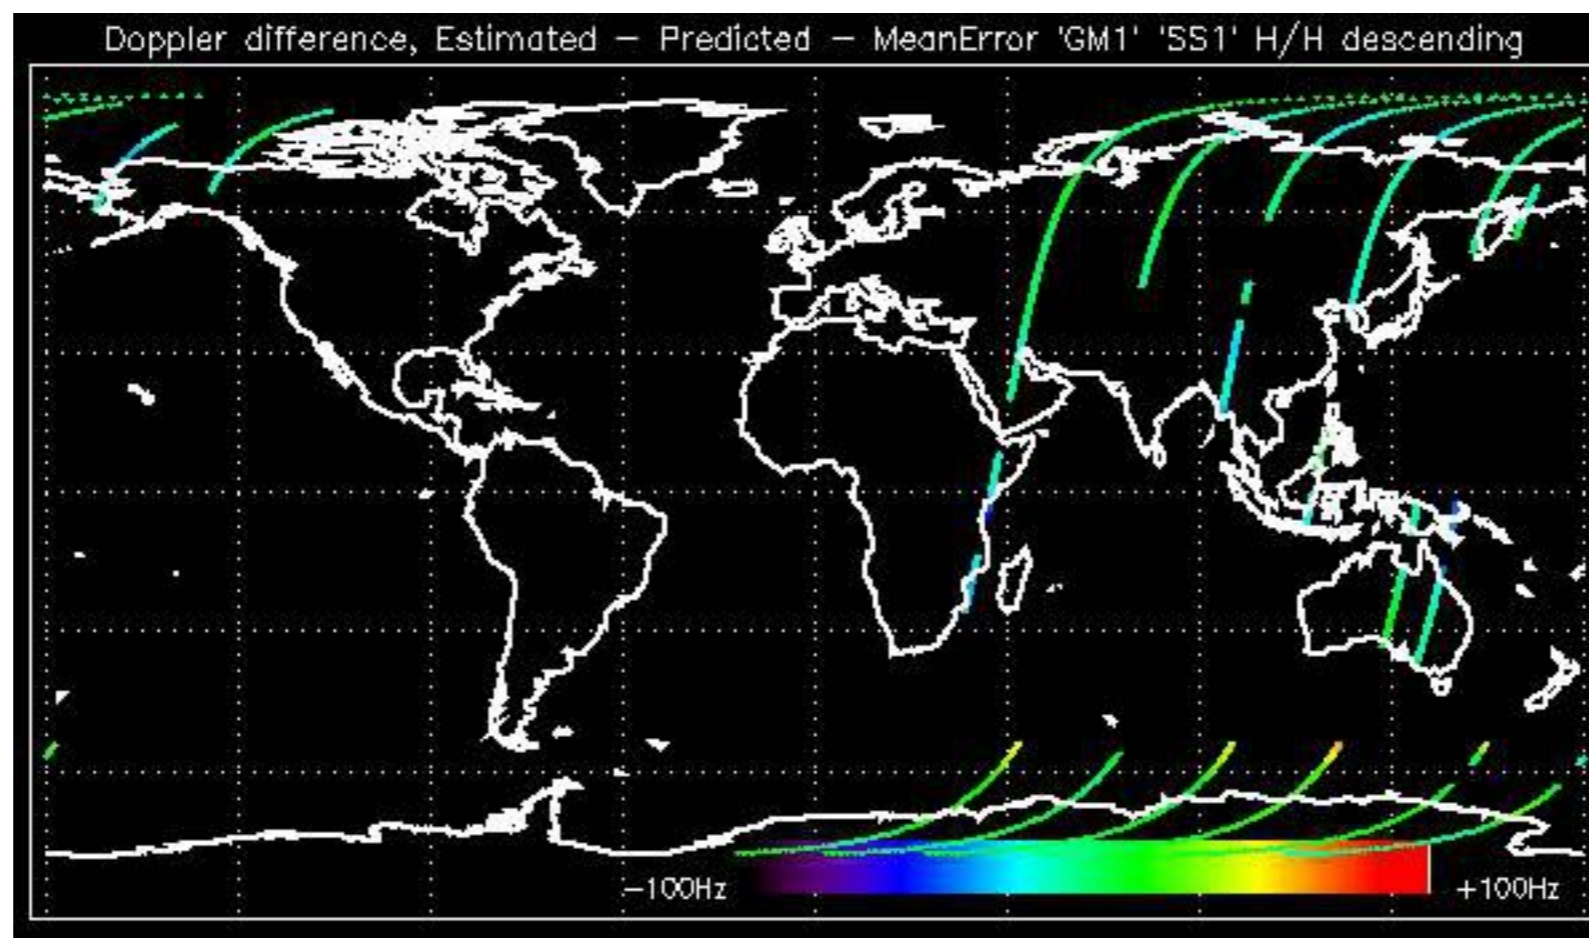 Doppler difference, Estimated – Predicted – MeanError 'GM1' 'SS1' H/H descending
–100Hz
+100Hz